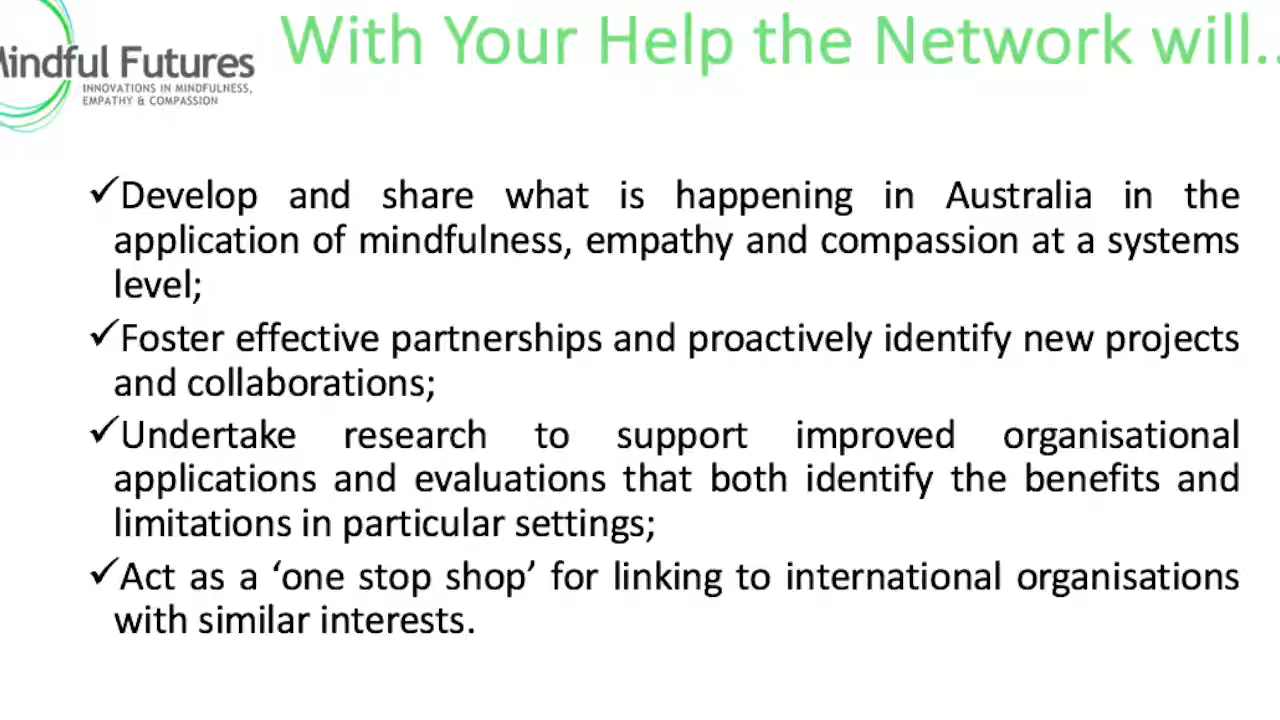 Mindful Futures
INNOVATIONS IN MINDFULNESS,
EMPATHY & COMPASSION
With Your Help the Network will..
✓Develop and share what is happening in Australia in the
application of mindfulness, empathy and compassion at a systems
level;
✓Foster effective partnerships and proactively identify new projects
and collaborations;
✓Undertake research to support improved organisational
applications and evaluations that both identify the benefits and
limitations in particular settings;
✓Act as a ‘one stop shop’ for linking to international organisations
with similar interests.